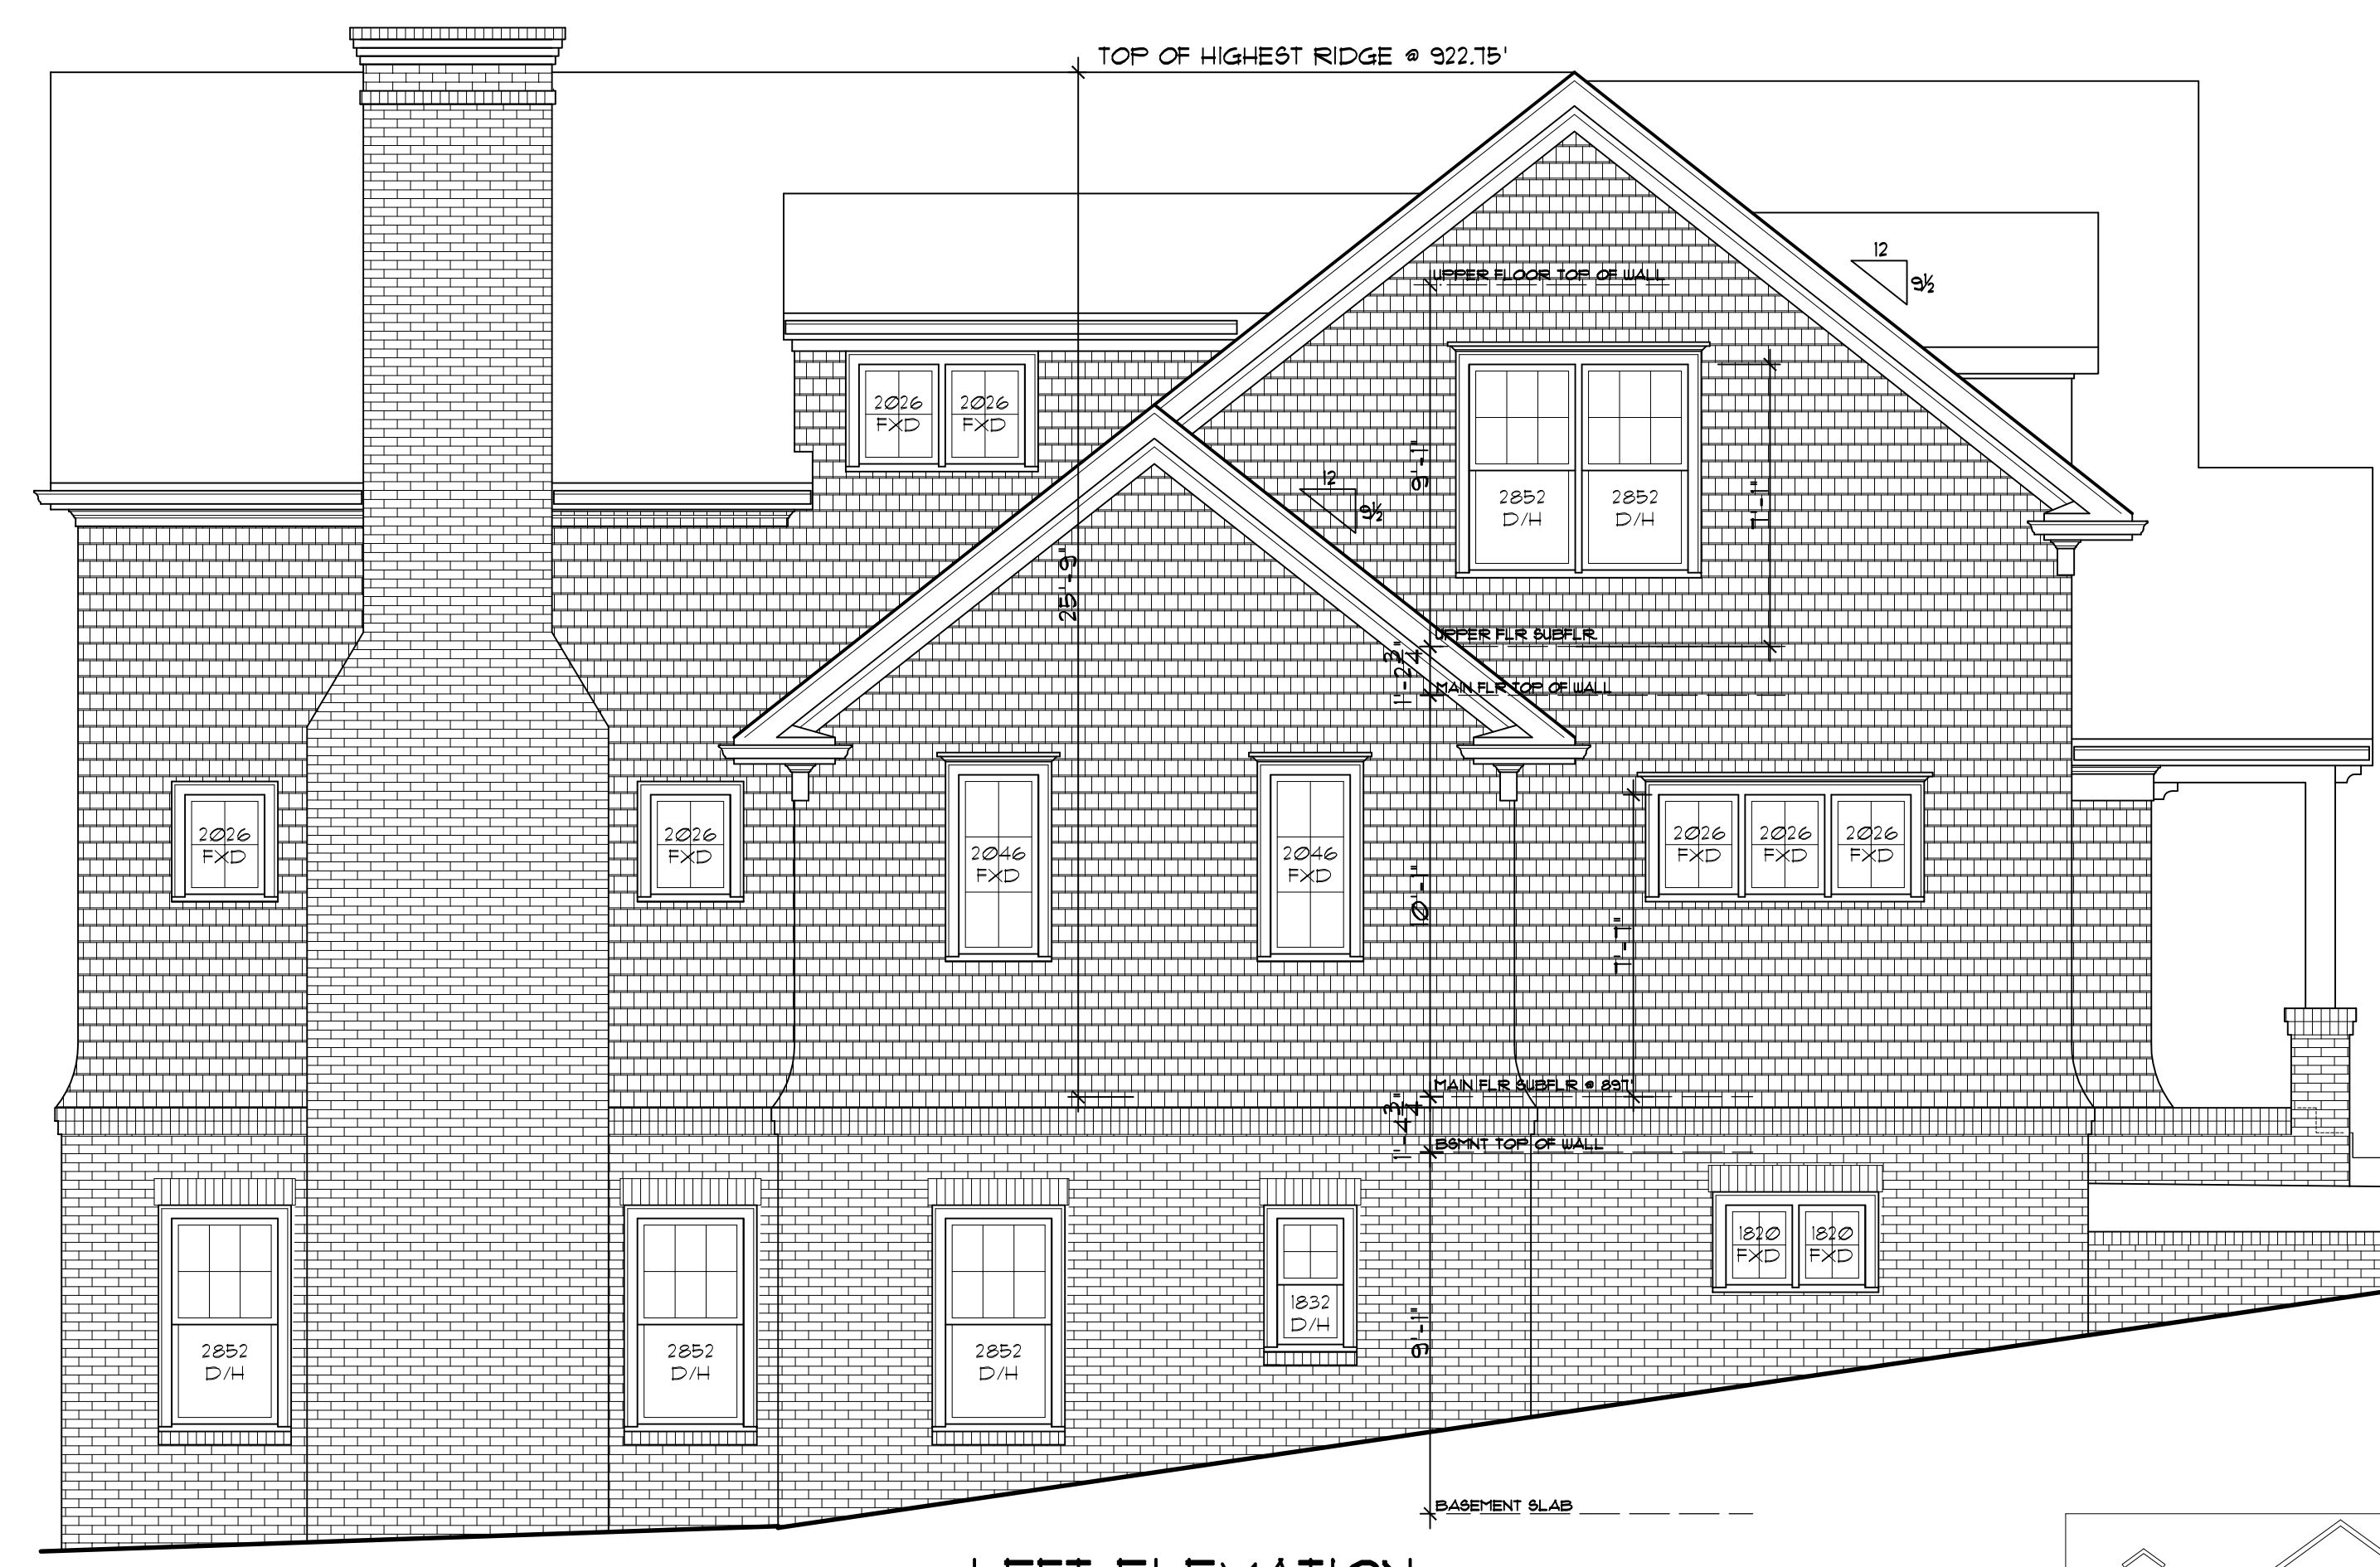 TOP OF HIGHEST RIDGE @ 922.75'
12
9½
UPPER FLOOR TOP OF WALL
2026
FXD
2026
FXD
9'-1"
12
9½
2852
D/H
2852
D/H
7'-1"
25'-9"
UPPER FLR SUBFLR
1'-2¾"
MAIN FLR TOP OF WALL
2026
FXD
2026
FXD
2046
FXD
2046
FXD
10'-1"
2026
FXD
2026
FXD
2026
FXD
7'-7"
MAIN FLR SUBFLR @ 897'
1'-4¾"
BSMNT TOP OF WALL
2852
D/H
2852
D/H
2852
D/H
1832
D/H
9'-1"
1820
FXD
1820
FXD
BASEMENT SLAB
LEFT ELEVATION